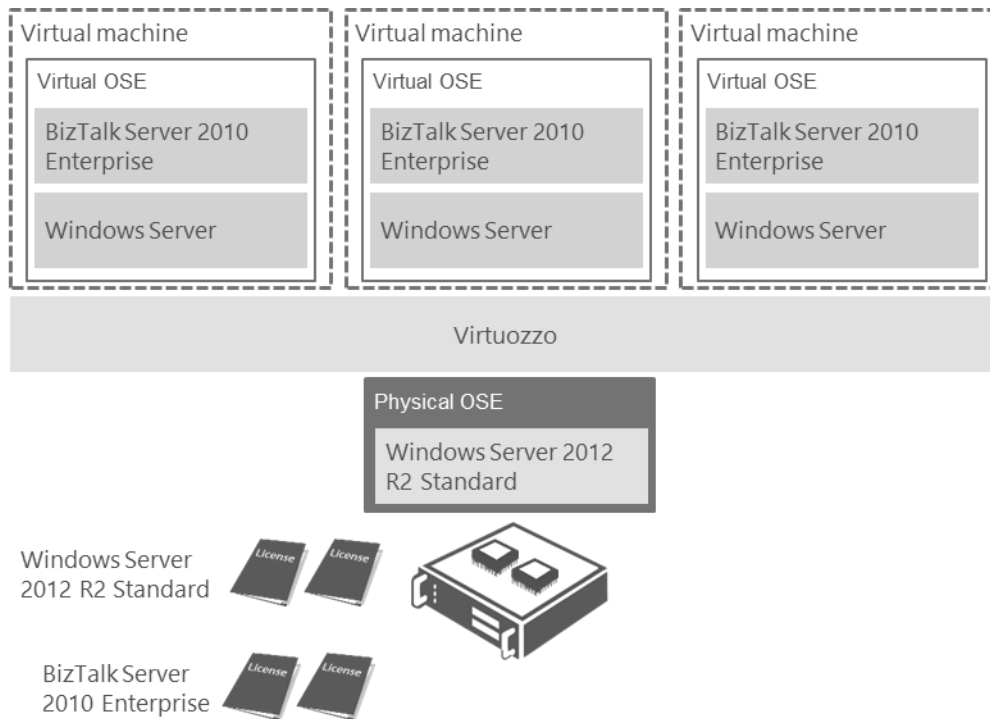 Virtual machine
Virtual OSE
BizTalk Server 2010
Enterprise
Windows Server
Virtual machine
Virtual OSE
BizTalk Server 2010
Enterprise
Windows Server
Virtual machine
Virtual OSE
BizTalk Server 2010
Enterprise
Windows Server
Virtuozzo
Physical OSE
Windows Server 2012
R2 Standard
Windows Server
2012 R2 Standard
License
License
BizTalk Server
2010 Enterprise
License
License